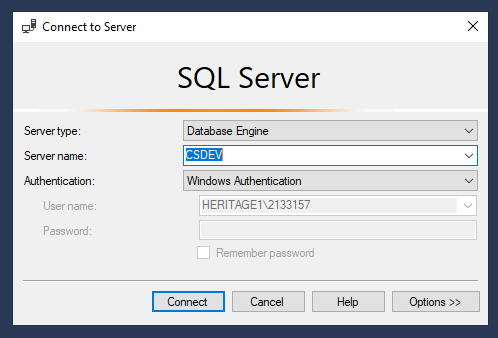 Connect to Server
SQL Server
Server type: Database Engine
Server name: CSDEV
Authentication: Windows Authentication
User name: HERITAGE1\2133157
Password:
Remember password
Connect Cancel Help Options >>